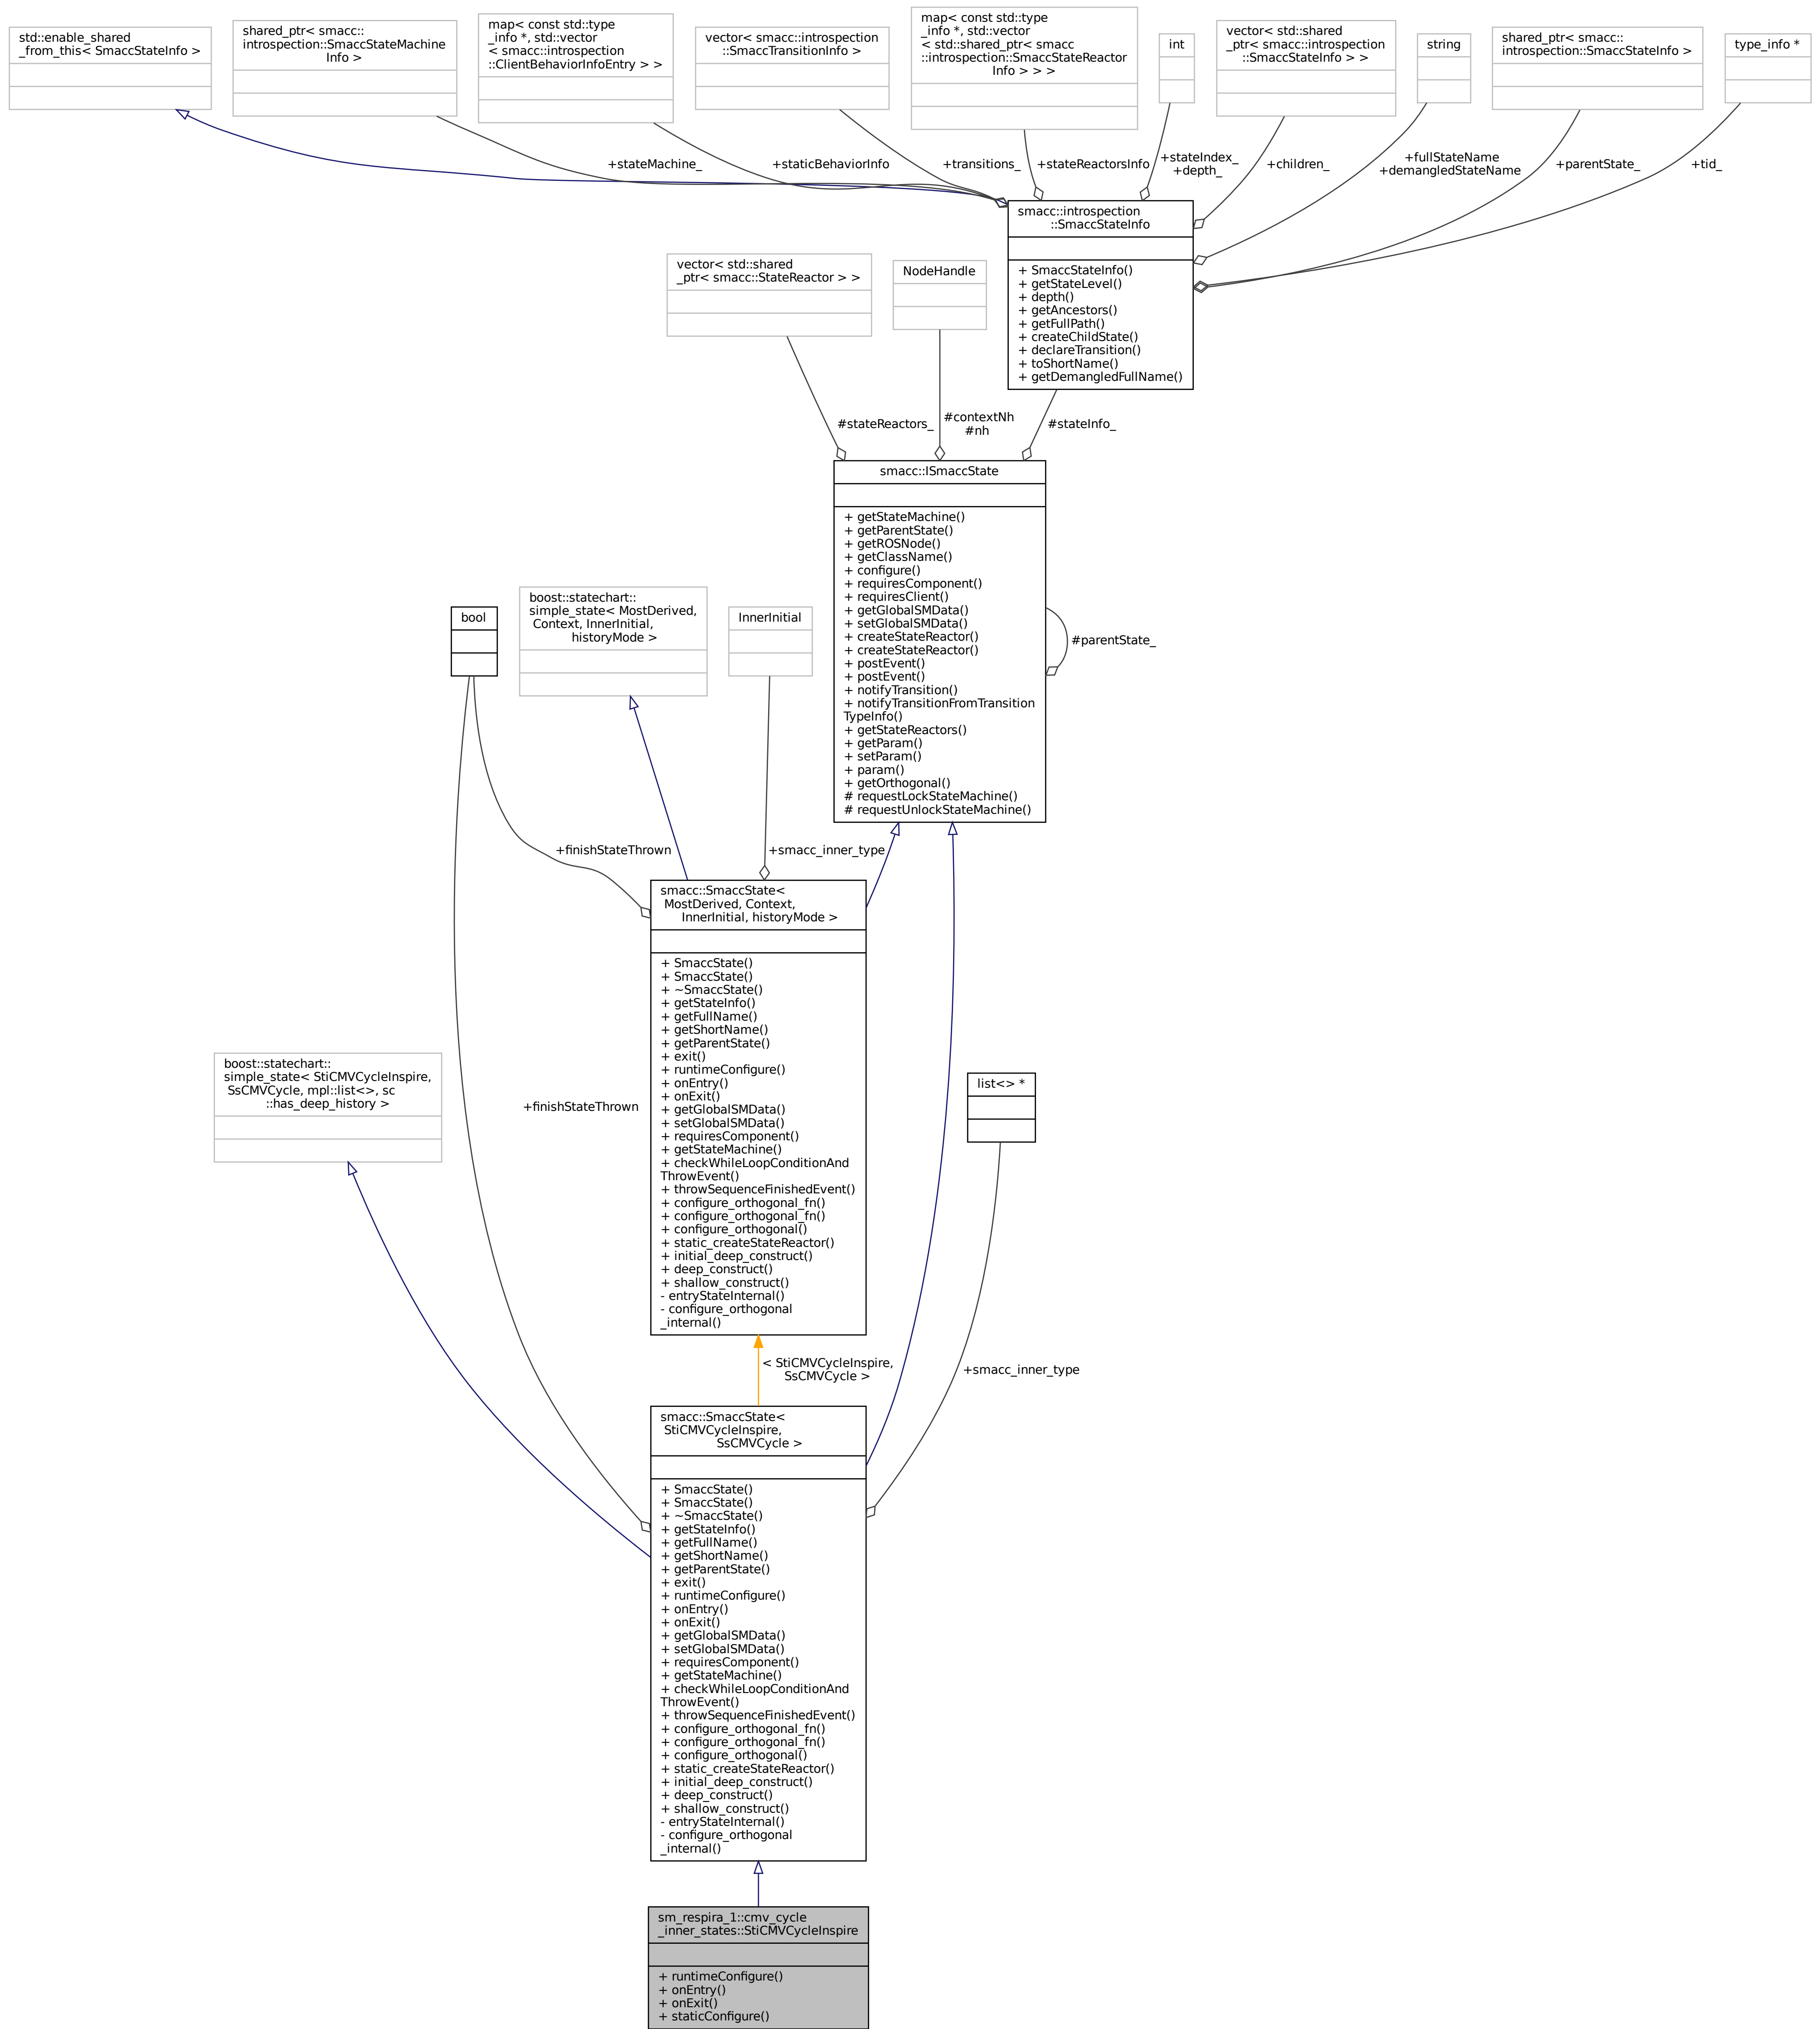 std::enable_shared
_from_this< SmaccStateInfo >
shared_ptr< smacc::
introspection::SmaccStateMachine
Info >
map< const std::type
_info *, std::vector
< smacc::introspection
::ClientBehaviorInfoEntry > >
vector< smacc::introspection
::SmaccTransitionInfo >
map< const std::type
_info *, std::vector
< std::shared_ptr< smacc
::introspection::SmaccStateReactor
Info > > >
int
vector< std::shared
_ptr< smacc::introspection
::SmaccStateInfo > >
string
shared_ptr< smacc::
introspection::SmaccStateInfo >
type_info *
+stateMachine_
+staticBehaviorInfo
+transitions_
+stateReactorsInfo
+stateIndex_
+depth_
+children_
+fullStateName
+demangledStateName
+parentState_
+tid_
smacc::introspection
::SmaccStateInfo
+ SmaccStateInfo()
+ getStateLevel()
+ depth()
+ getAncestors()
+ getFullPath()
+ createChildState()
+ declareTransition()
+ toShortName()
+ getDemangledFullName()
vector< std::shared
_ptr< smacc::StateReactor > >
NodeHandle
#stateReactors_
#contextNh
#nh
#stateInfo_
smacc::ISmaccState
+ getStateMachine()
+ getParentState()
+ getROSNode()
+ getClassName()
+ configure()
+ requiresComponent()
+ requiresClient()
+ getGlobalSMData()
+ setGlobalSMData()
+ createStateReactor()
+ createStateReactor()
+ postEvent()
+ postEvent()
+ notifyTransition()
+ notifyTransitionFromTransition
TypeInfo()
+ getStateReactors()
+ getParam()
+ setParam()
+ param()
+ getOrthogonal()
# requestLockStateMachine()
# requestUnlockStateMachine()
#parentState_
bool
boost::statechart::
simple_state< MostDerived,
Context, InnerInitial,
historyMode >
InnerInitial
+finishStateThrown
+smacc_inner_type
smacc::SmaccState<
MostDerived, Context,
InnerInitial, historyMode >
+ SmaccState()
+ SmaccState()
+ ~SmaccState()
+ getStateInfo()
+ getFullName()
+ getShortName()
+ getParentState()
+ exit()
+ runtimeConfigure()
+ onEntry()
+ onExit()
+ getGlobalSMData()
+ setGlobalSMData()
+ requiresComponent()
+ getStateMachine()
+ checkWhileLoopConditionAnd
ThrowEvent()
+ throwSequenceFinishedEvent()
+ configure_orthogonal_fn()
+ configure_orthogonal_fn()
+ configure_orthogonal()
+ static_createStateReactor()
+ initial_deep_construct()
+ deep_construct()
+ shallow_construct()
- entryStateInternal()
- configure_orthogonal
_internal()
boost::statechart::
simple_state< StiCMVCycleInspire,
SsCMVCycle, mpl::list<>, sc
::has_deep_history >
+finishStateThrown
list<> *
< StiCMVCycleInspire,
SsCMVCycle >
+smacc_inner_type
smacc::SmaccState<
StiCMVCycleInspire,
SsCMVCycle >
+ SmaccState()
+ SmaccState()
+ ~SmaccState()
+ getStateInfo()
+ getFullName()
+ getShortName()
+ getParentState()
+ exit()
+ runtimeConfigure()
+ onEntry()
+ onExit()
+ getGlobalSMData()
+ setGlobalSMData()
+ requiresComponent()
+ getStateMachine()
+ checkWhileLoopConditionAnd
ThrowEvent()
+ throwSequenceFinishedEvent()
+ configure_orthogonal_fn()
+ configure_orthogonal_fn()
+ configure_orthogonal()
+ static_createStateReactor()
+ initial_deep_construct()
+ deep_construct()
+ shallow_construct()
- entryStateInternal()
- configure_orthogonal
_internal()
sm_respira_1::cmv_cycle
_inner_states::StiCMVCycleInspire
+ runtimeConfigure()
+ onEntry()
+ onExit()
+ staticConfigure()